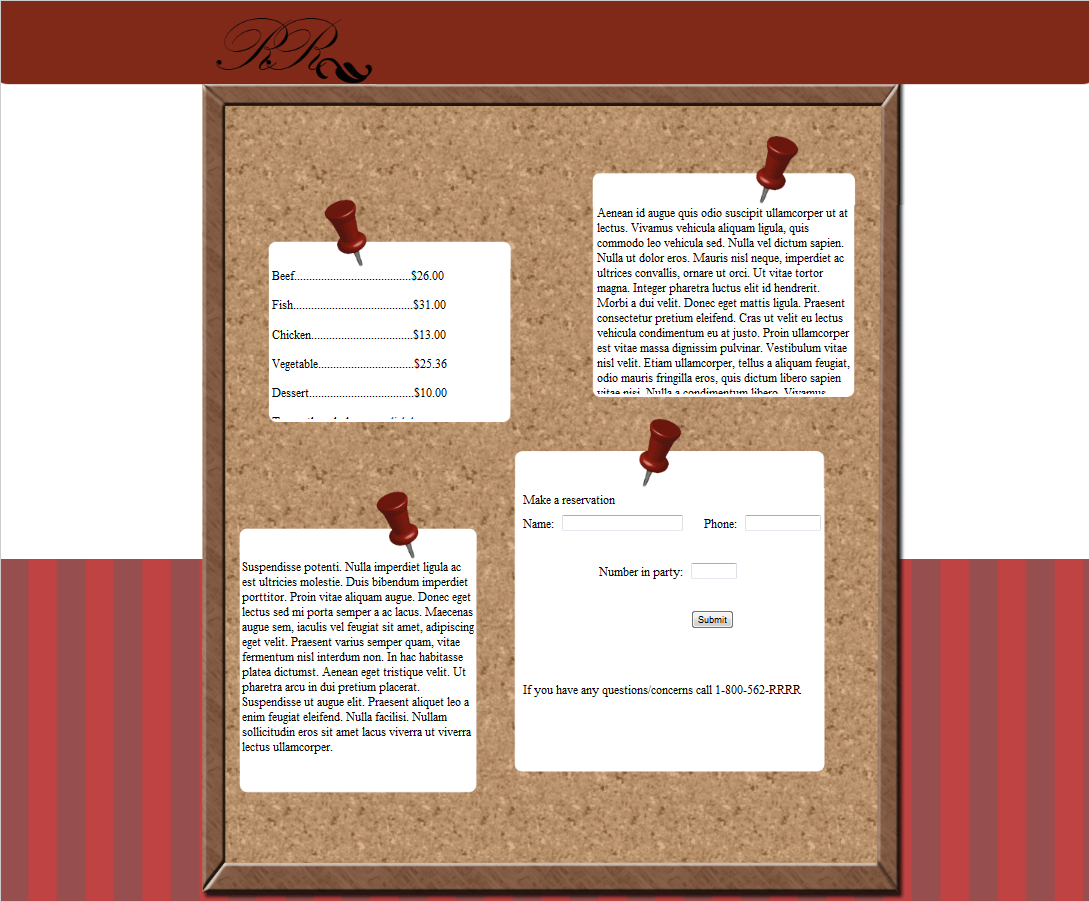 RR
Beef.......................................$26.00
Fish........................................$31.00
Chicken..................................$13.00
Vegetable................................$25.36
Dessert...................................$10.00
Aenean id augue quis odio suscipit ullamcorper ut at
lectus. Vivamus vehicula aliquam ligula, quis
commodo leo vehicula sed. Nulla vel dictum sapien.
Nulla ut dolor eros. Mauris nisl neque, imperdiet ac
ultrices convallis, ornare ut orci. Ut vitae tortor
magna. Integer pharetra luctus elit id hendrerit.
Morbi a dui velit. Donec eget mattis ligula. Praesent
consectetur pretium eleifend. Cras ut velit eu lectus
vehicula condimentum eu at justo. Proin ullamcorper
est vitae massa dignissim pulvinar. Vestibulum vitae
nisl velit. Etiam ullamcorper, tellus a aliquam feugiat,
odio mauris fringilla eros, quis dictum libero sapien
vitae nisi. Nulla a condimentum libero. Vivamus
Suspendisse potenti. Nulla imperdiet ligula ac
est ultricies molestie. Duis bibendum imperdiet
porttitor. Proin vitae aliquam augue. Donec eget
lectus sed mi porta semper a ac lacus. Maecenas
augue sem, iaculis vel feugiat sit amet, adipiscing
eget velit. Praesent varius semper quam, vitae
fermentum nisl interdum non. In hac habitasse
platea dictumst. Aenean eget tristique velit. Ut
pharetra arcu in dui pretium placerat.
Suspendisse ut augue elit. Praesent aliquet leo a
enim feugiat eleifend. Nulla facilisi. Nullam
sollicitudin eros sit amet lacus viverra ut viverra
lectus ullamcorper.
Make a reservation
Name: Phone:
Number in party:
Submit
If you have any questions/concerns call 1-800-562-RRRR